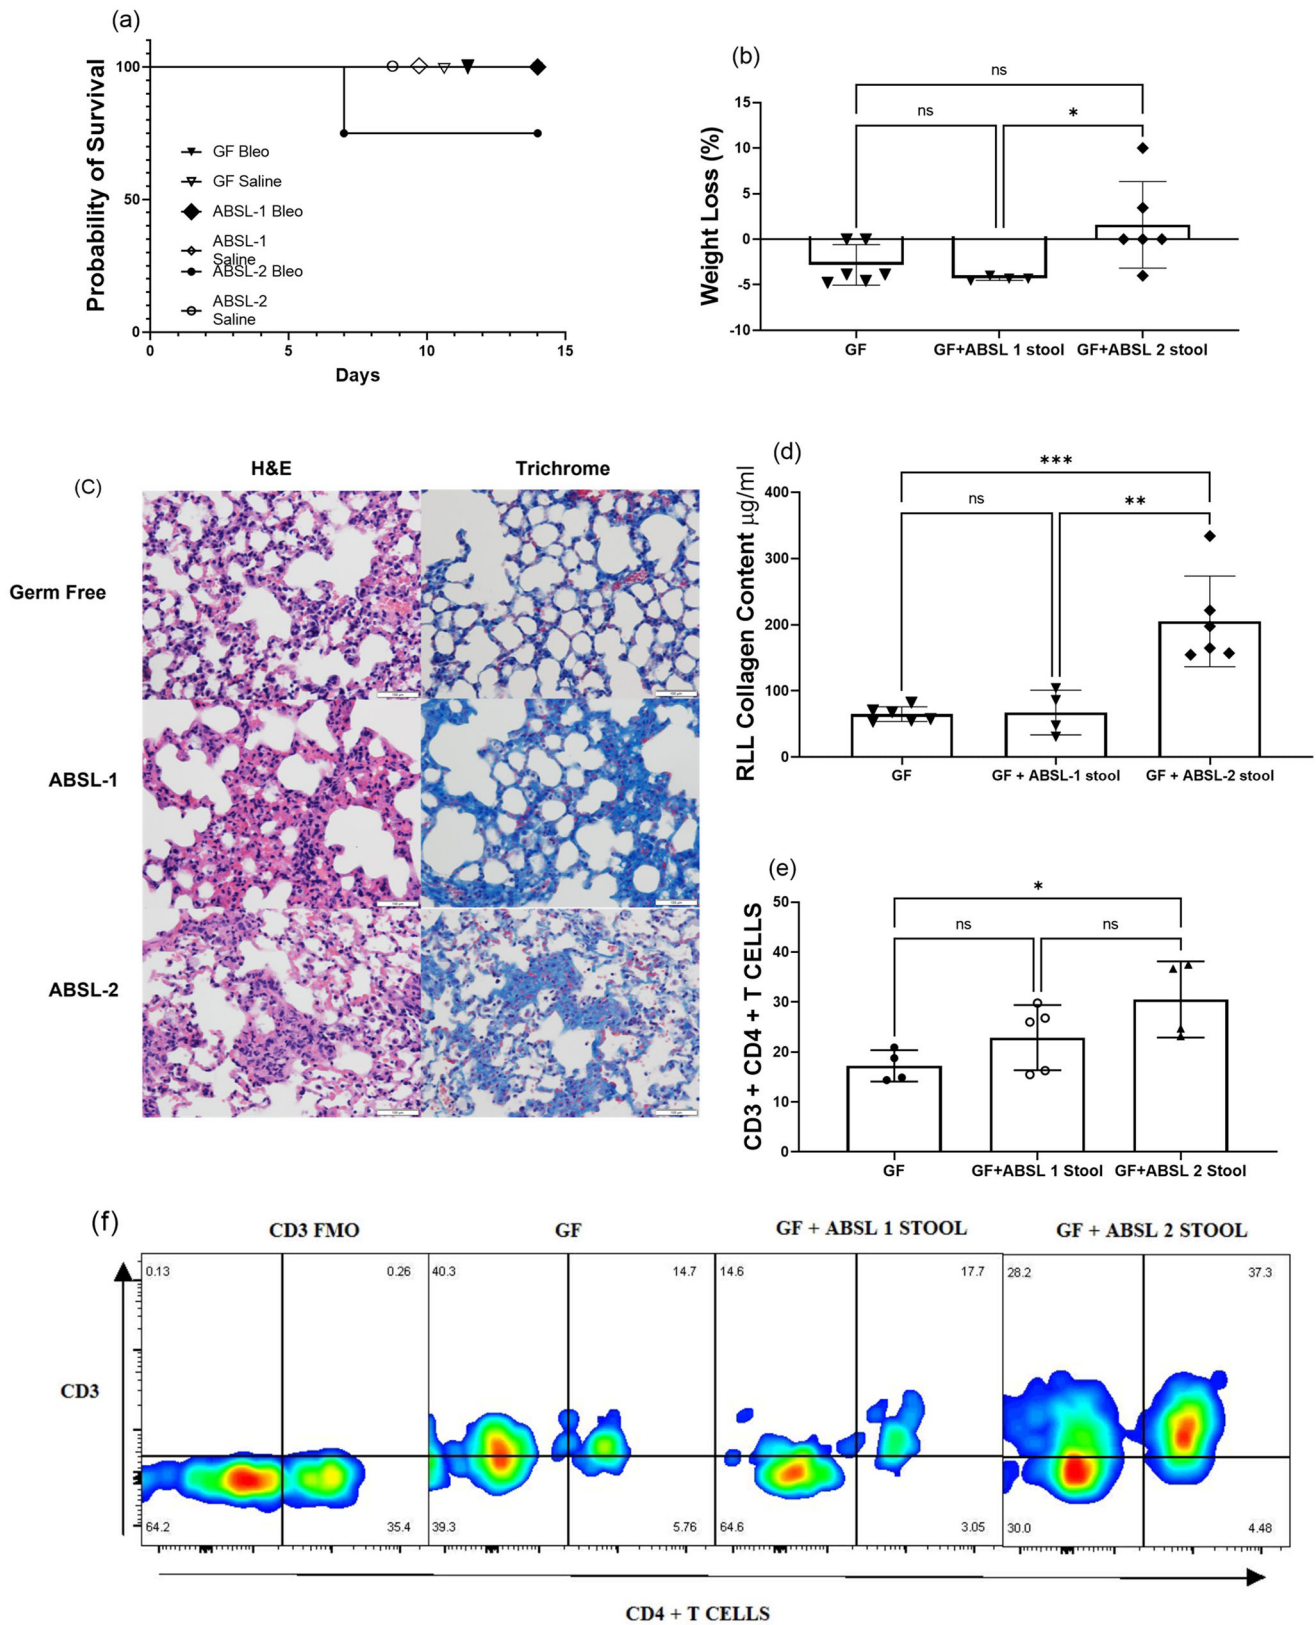 (a)
Probability of Survival
100
50
0
0 5 10 15
Days
GF Bleo
GF Saline
ABSL-1 Bleo
ABSL-1
Saline
ABSL-2 Bleo
ABSL-2
Saline
(b)
Weight Loss (%)
15
10
5
0
-5
-10
ns
ns
*
GF
GF+ABSL 1 stool
GF+ABSL 2 stool
(C)
H&E
Trichrome
Germ Free
ABSL-1
ABSL-2
(d)
RLL Collagen Content µg/ml
400
300
200
100
0
***
ns
**
GF
GF + ABSL-1 stool
GF + ABSL-2 stool
(e)
CD3 + CD4 + T CELLS
50
40
30
20
10
0
*
ns
ns
GF
GF+ABSL 1 Stool
GF+ABSL 2 Stool
(f)
CD3 FMO
GF
GF + ABSL 1 STOOL
GF + ABSL 2 STOOL
0.13 0.26
64.2 35.4
40.3 14.7
39.3 5.76
14.6 17.7
64.6 3.05
28.2 37.3
30.0 4.48
CD3
CD4 + T CELLS